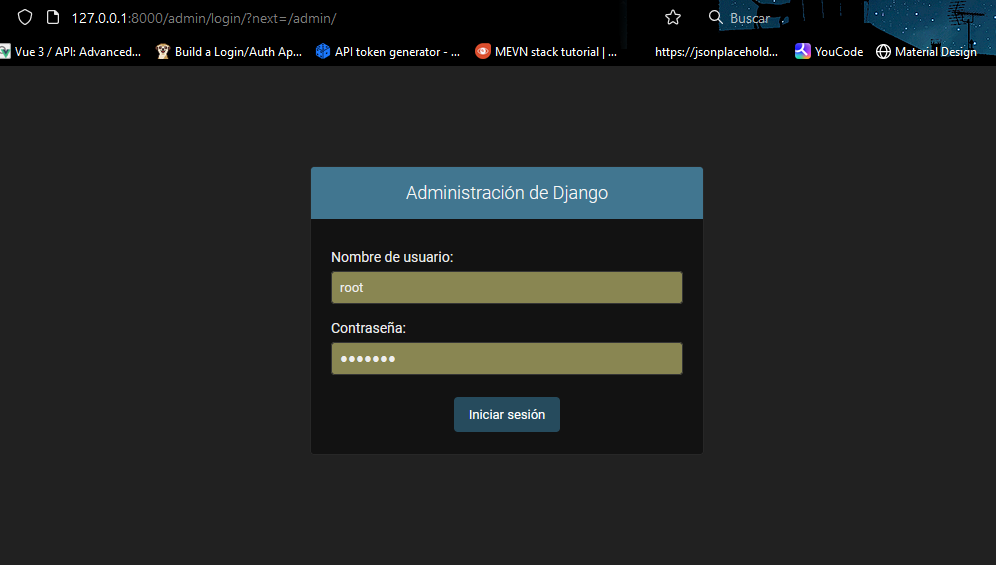 127.0.0.1:8000/admin/login/?next=/admin/ Buscar
Vue 3 / API: Advanced... Build a Login/Auth Ap... API token generator - ... MEVN stack tutorial | ... https://jsonplacehold... YouCode Material Design
Administración de Django
Nombre de usuario:
root
Contraseña:
●●●●●●●
Iniciar sesión